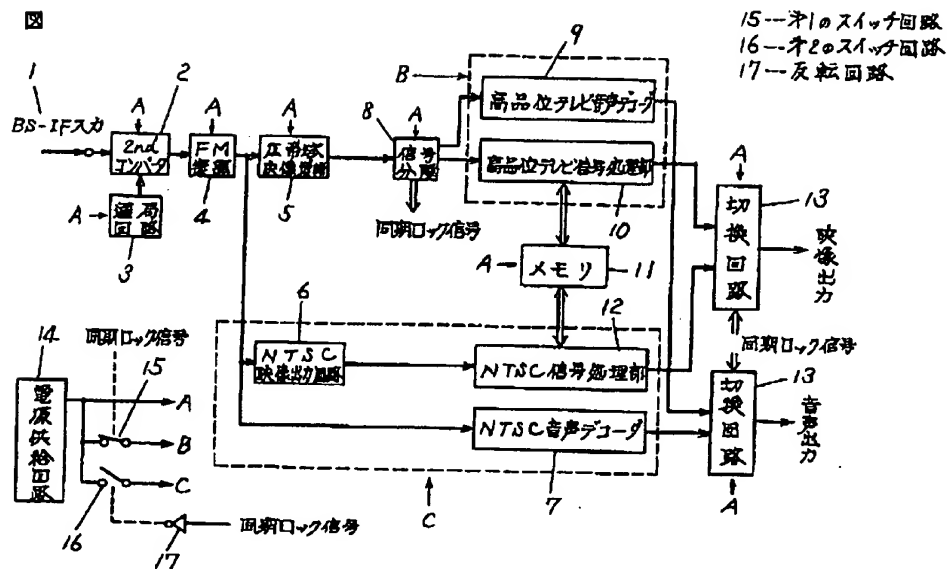 図
15---第1のスイッチ回路
16---第2のスイッチ回路
17---反転回路
1
BS-IF入力
A
2
2nd
コンバータ
A
選局
回路
3
A
FM
復調
4
A
映像
5
A
8
信号
分離
同期ロック信号
B
9
高品位テレビ音声デコーダ
高品位テレビ信号処理部
10
A
メモリ
11
6
NTSC
映像出力回路
12
NTSC信号処理部
NTSC音声デコーダ
7
C
A
切換回路
13
映像出力
同期ロック信号
切換回路
13
音声出力
A
14
電源供給回路
同期ロック信号
15
A
B
C
16
17
同期ロック信号